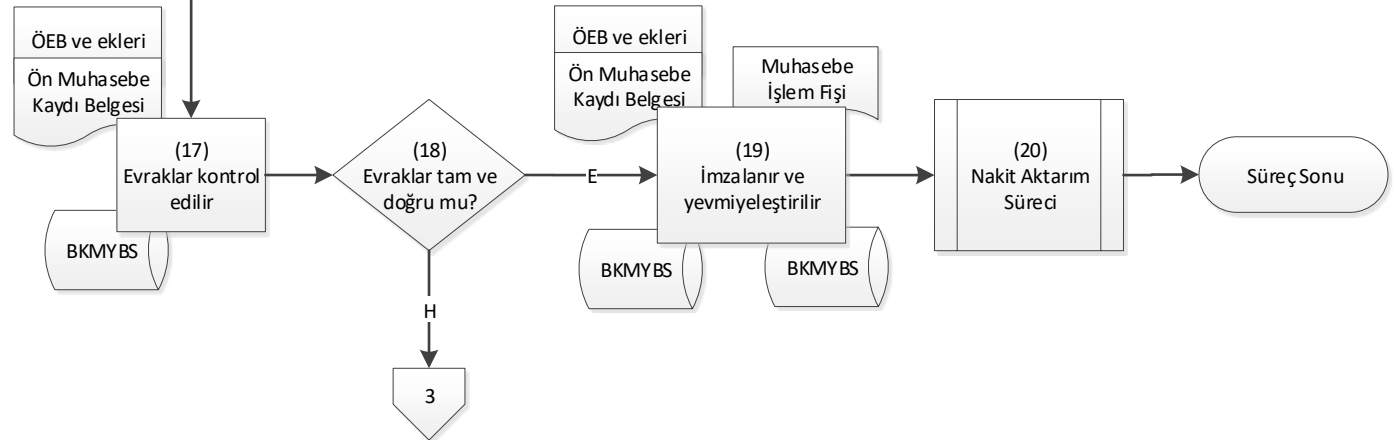 ÖEB ve ekleri
Ön Muhasebe
Kaydı Belgesi
(17)
Evraklar kontrol
edilir
BKMYBS
(18)
Evraklar tam ve
doğru mu?
E
H
3
ÖEB ve ekleri
Ön Muhasebe
Kaydı Belgesi
Muhasebe
İşlem Fişi
(19)
İmzalanır ve
yevmiyeleştirilir
BKMYBS
BKMYBS
(20)
Nakit Aktarım
Süreci
Süreç Sonu